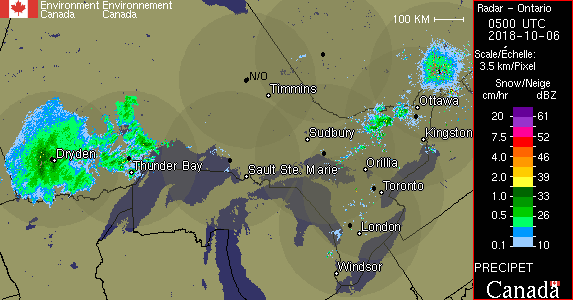 Environment Environnement
Canada Canada
100 KM
N/O
Timmins
Ottawa
Sudbury
Kingston
Dryden
Thunder Bay
Sault Ste. Marie
Orillia
Toronto
London
Windsor
Radar - Ontario
0500 UTC
2018-10-06
Scale/Échelle:
3.5 km/Pixel
Snow/Neige
cm/hr dBZ
20 61
7.5 52
4.0 46
2.0 39
1.0 33
0.5 26
0.1 10
PRECIPET
Canada